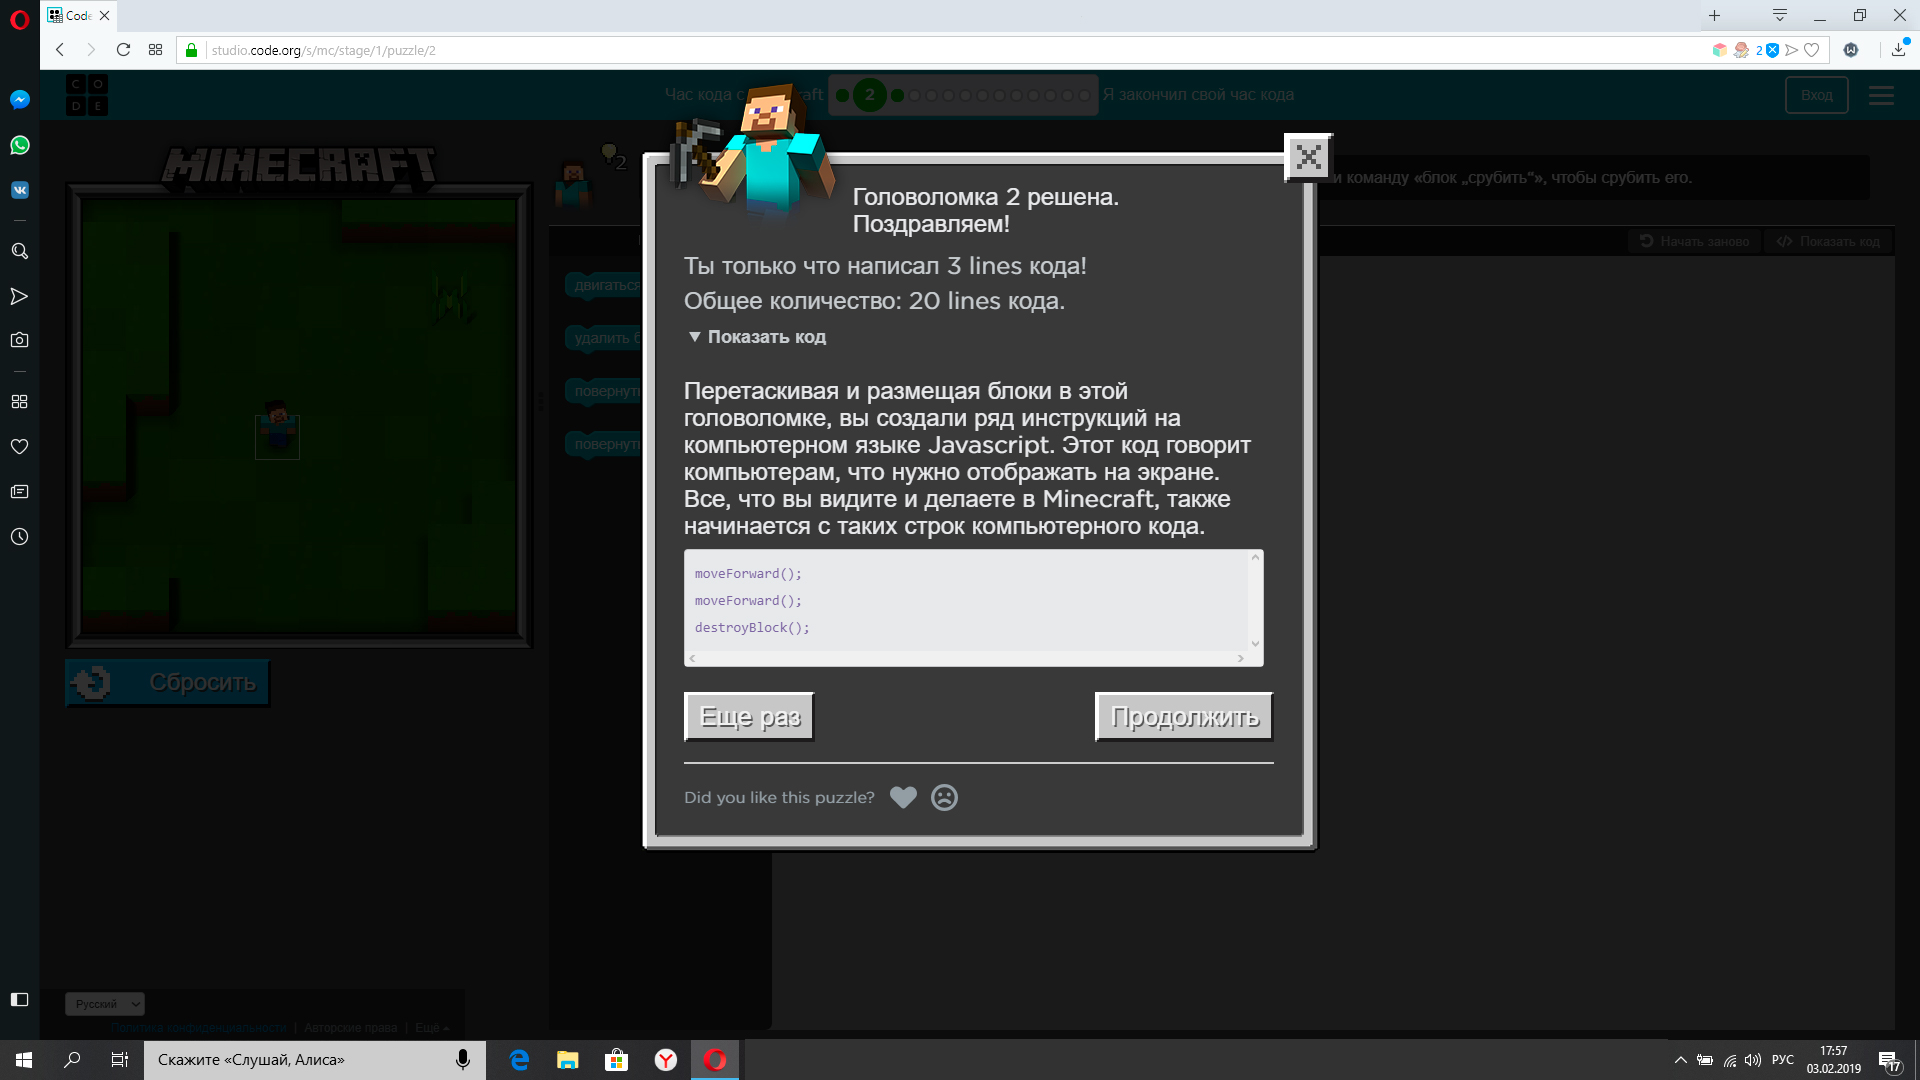 Code
studio.code.org/s/mc/stage/1/puzzle/2
2
CODE
Час кода с
raft
2
Я закончил свой час кода
Вход
MINECRAFT
2
и команду «блок „срубить"», чтобы срубить его.
Начать заново
Показать код
двигаться
удалить б
повернуть
повернуть
Сбросить
Головоломка 2 решена.
Поздравляем!
Ты только что написал 3 lines кода!
Общее количество: 20 lines кода.
▼ Показать код
Перетаскивая и размещая блоки в этой
головоломке, вы создали ряд инструкций на
компьютерном языке Javascript. Этот код говорит
компьютерам, что нужно отображать на экране.
Все, что вы видите и делаете в Minecraft, также
начинается с таких строк компьютерного кода.
moveForward();
moveForward();
destroyBlock();
Еще раз
Продолжить
Did you like this puzzle?
Русский
Политика конфиденциальности | Авторские права | Ещё
Скажите «Слушай, Алиса»
РУС
17:57
03.02.2019
17